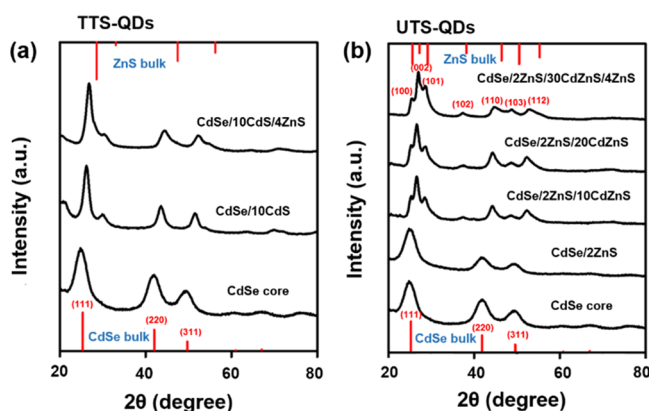 TTS-QDs
(a)
ZnS bulk
CdSe/10CdS/4ZnS
CdSe/10CdS
CdSe core
(111)
(220)
(311)
CdSe bulk
20 40 60 80
2θ (degree)
Intensity (a.u.)
UTS-QDs
(b)
ZnS bulk
(002)
CdSe/2ZnS/30CdZnS/4ZnS
(100)
(101)
(102)
(110)
(103)
(112)
CdSe/2ZnS/20CdZnS
CdSe/2ZnS/10CdZnS
CdSe/2ZnS
CdSe core
(111)
(220)
(311)
CdSe bulk
20 40 60 80
2θ (degree)
Intensity (a.u.)